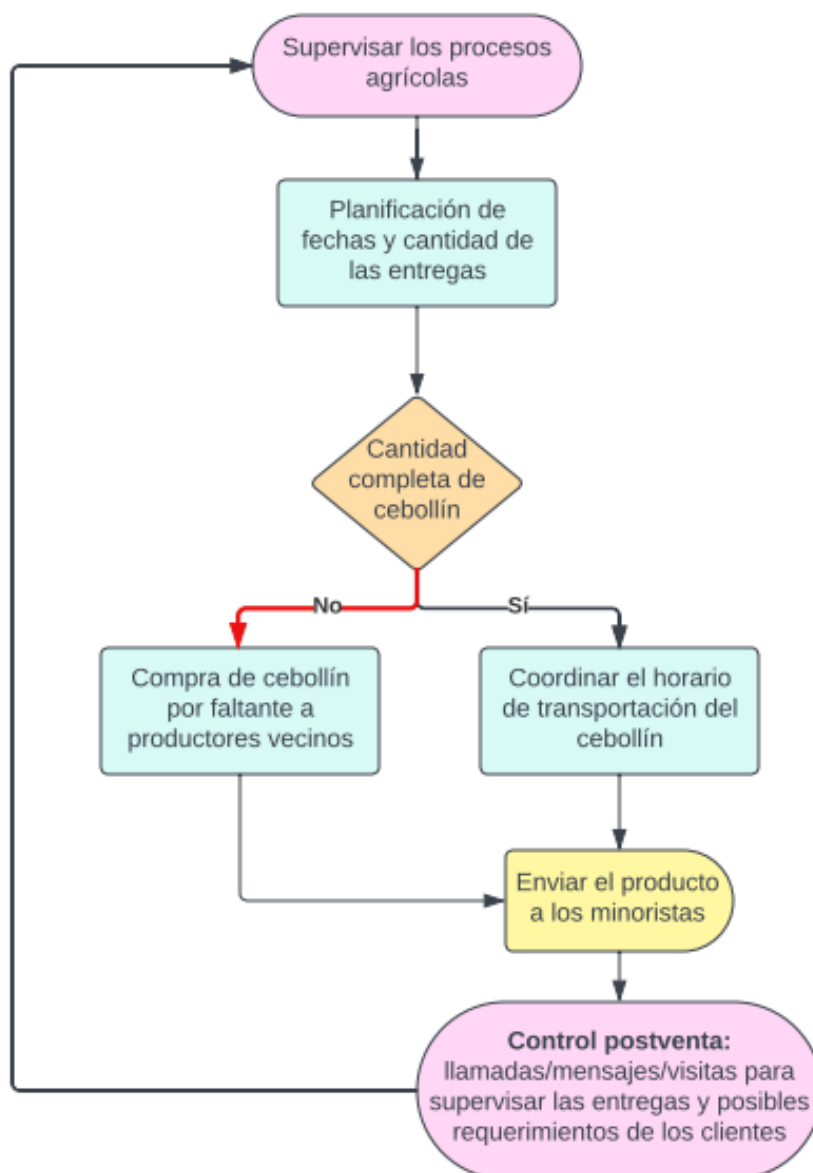 Supervisar los procesos
agrícolas
Planificación de
fechas y cantidad de
las entregas
Cantidad
completa de
cebollín
No
Sí
Compra de cebollín
por faltante a
productores vecinos
Coordinar el horario
de transportación del
cebollín
Enviar el producto
a los minoristas
Control postventa:
llamadas/mensajes/visitas para
supervisar las entregas y posibles
requerimientos de los clientes